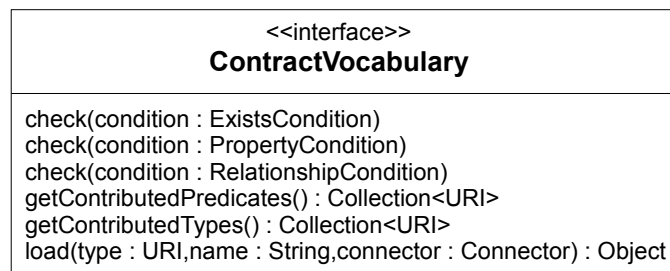 <<interface>>
ContractVocabulary
check(condition : ExistsCondition)
check(condition : PropertyCondition)
check(condition : RelationshipCondition)
getContributedPredicates() : Collection<URI>
getContributedTypes() : Collection<URI>
load(type : URI,name : String,connector : Connector) : Object